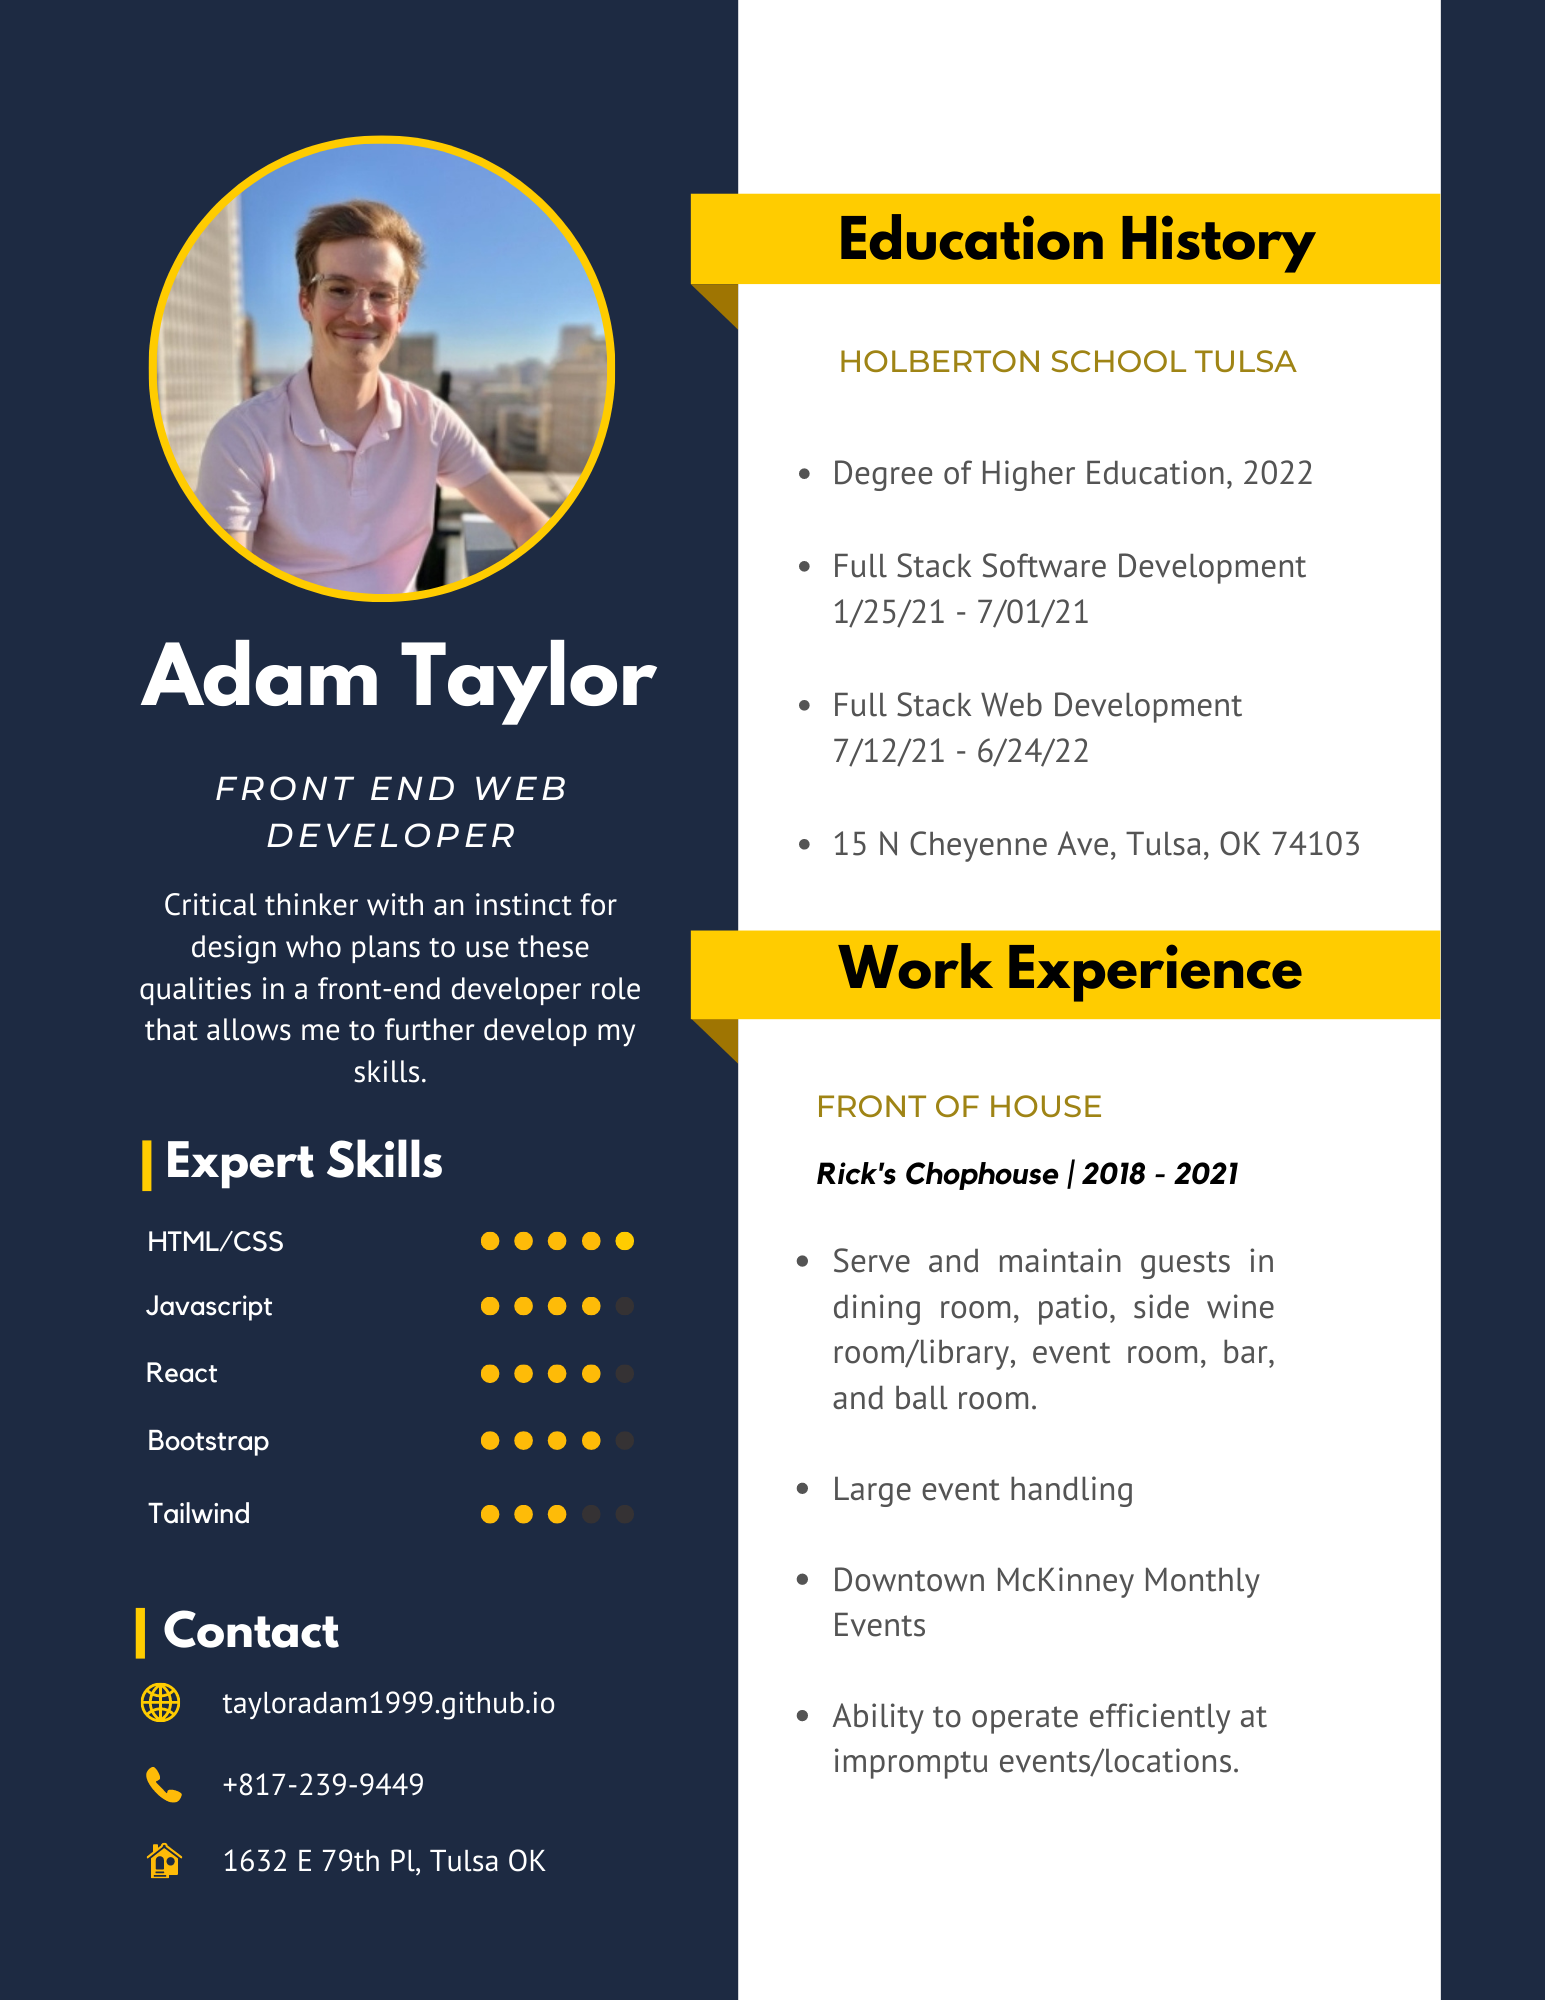 Adam Taylor
FRONT END WEB
DEVELOPER
Critical thinker with an instinct for
design who plans to use these
qualities in a front-end developer role
that allows me to further develop my
skills.
Expert Skills
HTML/CSS
Javascript
React
Bootstrap
Tailwind
Contact
tayloradam1999.github.io
+817-239-9449
1632 E 79th Pl, Tulsa OK
Education History
HOLBERTON SCHOOL TULSA
Degree of Higher Education, 2022
Full Stack Software Development
1/25/21 - 7/01/21
Full Stack Web Development
7/12/21 - 6/24/22
15 N Cheyenne Ave, Tulsa, OK 74103
Work Experience
FRONT OF HOUSE
Rick's Chophouse | 2018 - 2021
Serve and maintain guests in
dining room, patio, side wine
room/library, event room, bar,
and ball room.
Large event handling
Downtown McKinney Monthly
Events
Ability to operate efficiently at
impromptu events/locations.